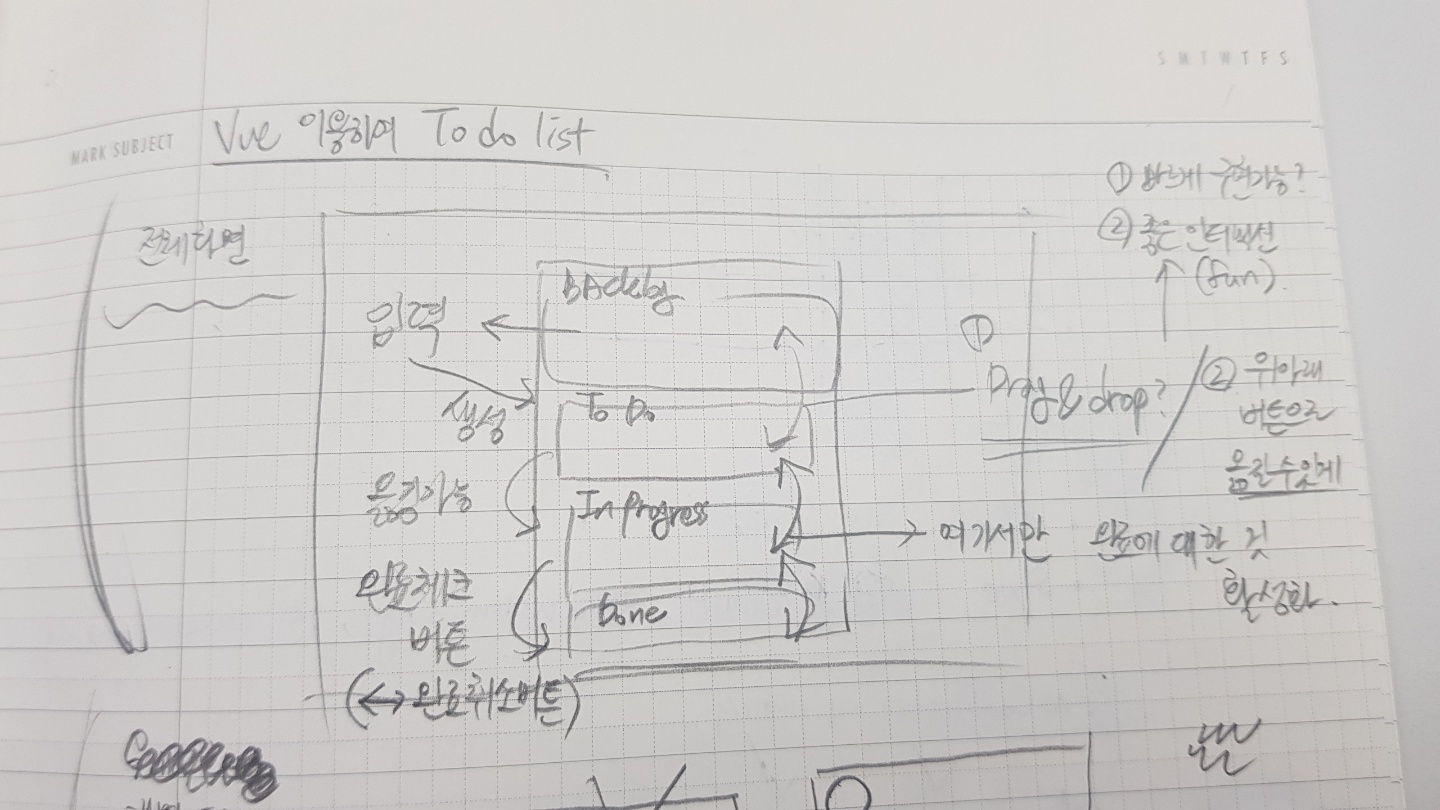 S M T W T F S
MARK SUBJECT
Vue 이용하여 To do list
① 빠르게 구현가능?
② 좋은 인터렉션
(fun).
전체화면
BAcklog
입력
생성
①
Drag & drop?
② 위아래
버튼으로
옮길수있게
To Do
옮김가능
In Progress
여기서만 완료에 대한 것
활성화.
완료체크
버튼
Done
(↔ 완료취소버튼)